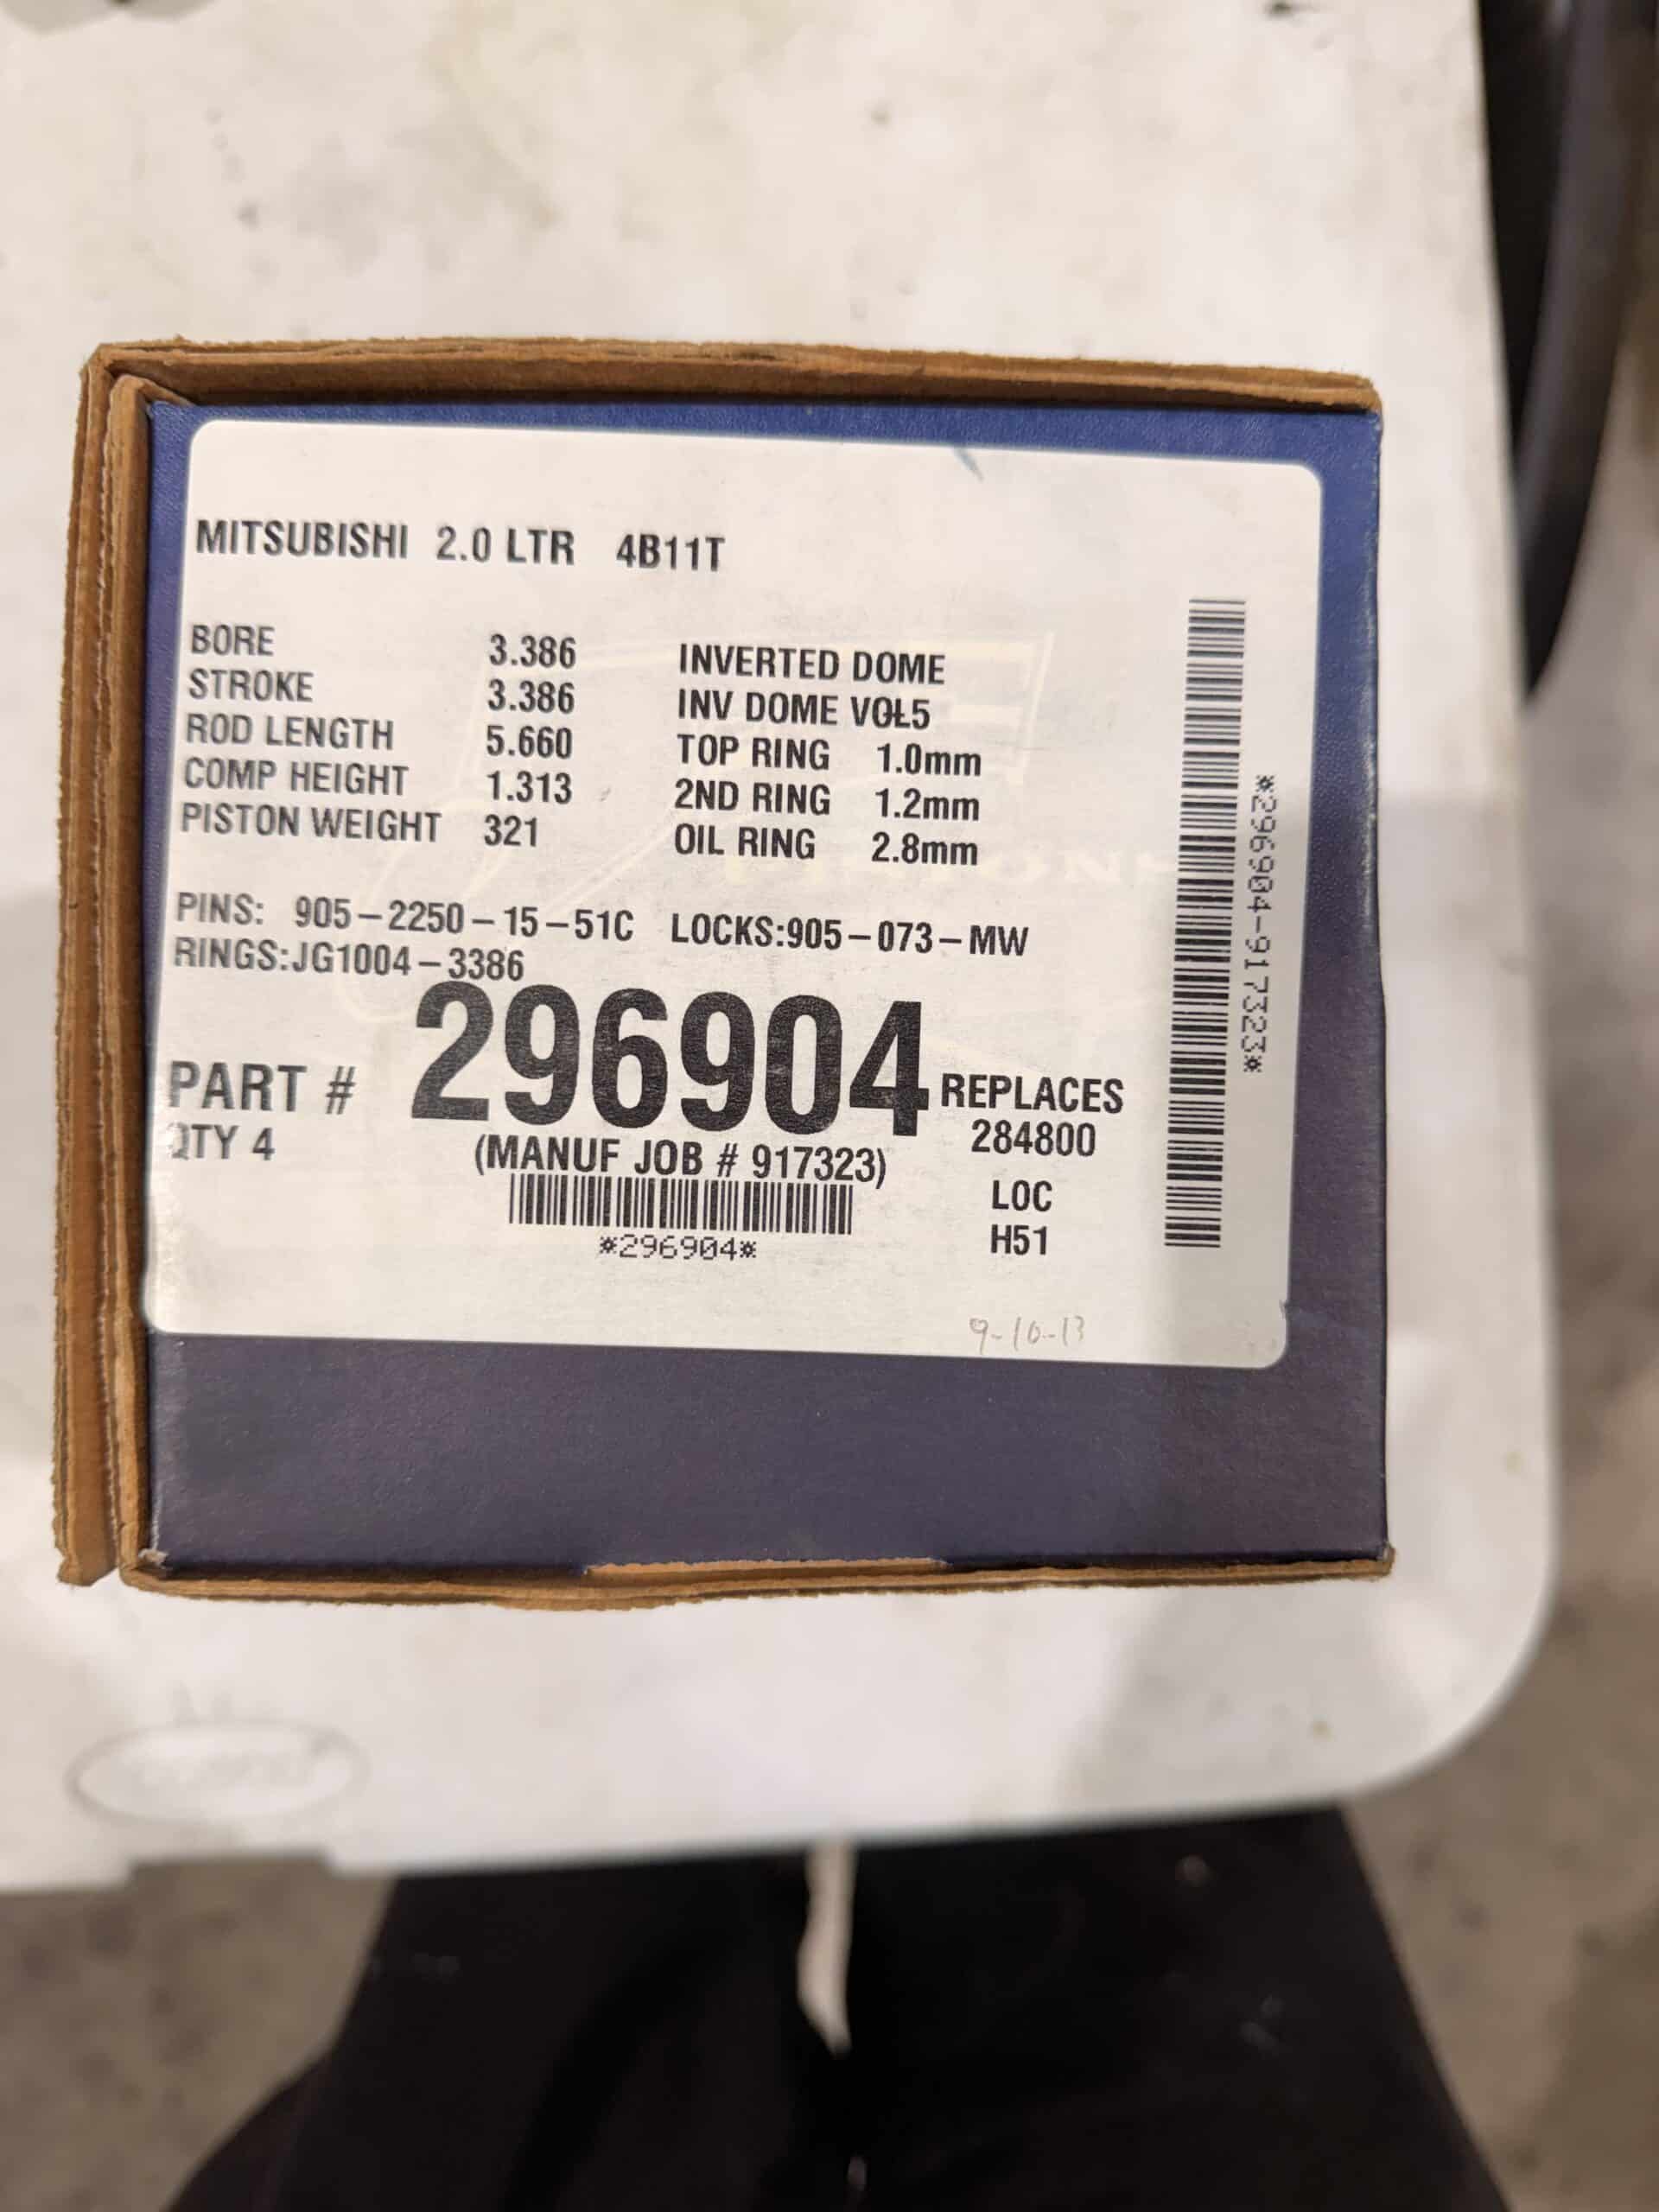 MITSUBISHI 2.0 LTR 4B11T
BORE 3.386
STROKE 3.386
ROD LENGTH 5.660
COMP HEIGHT 1.313
PISTON WEIGHT 321
INVERTED DOME
INV DOME VOL-5
TOP RING 1.0mm
2ND RING 1.2mm
OIL RING 2.8mm
PINS: 905-2250-15-51C LOCKS:905-073-MW
RINGS:JG1004-3386
PART # 296904
QTY 4
(MANUF JOB # 917323)
*296904*
REPLACES
284800
LOC
H51
9-10-13
*296904-917323*